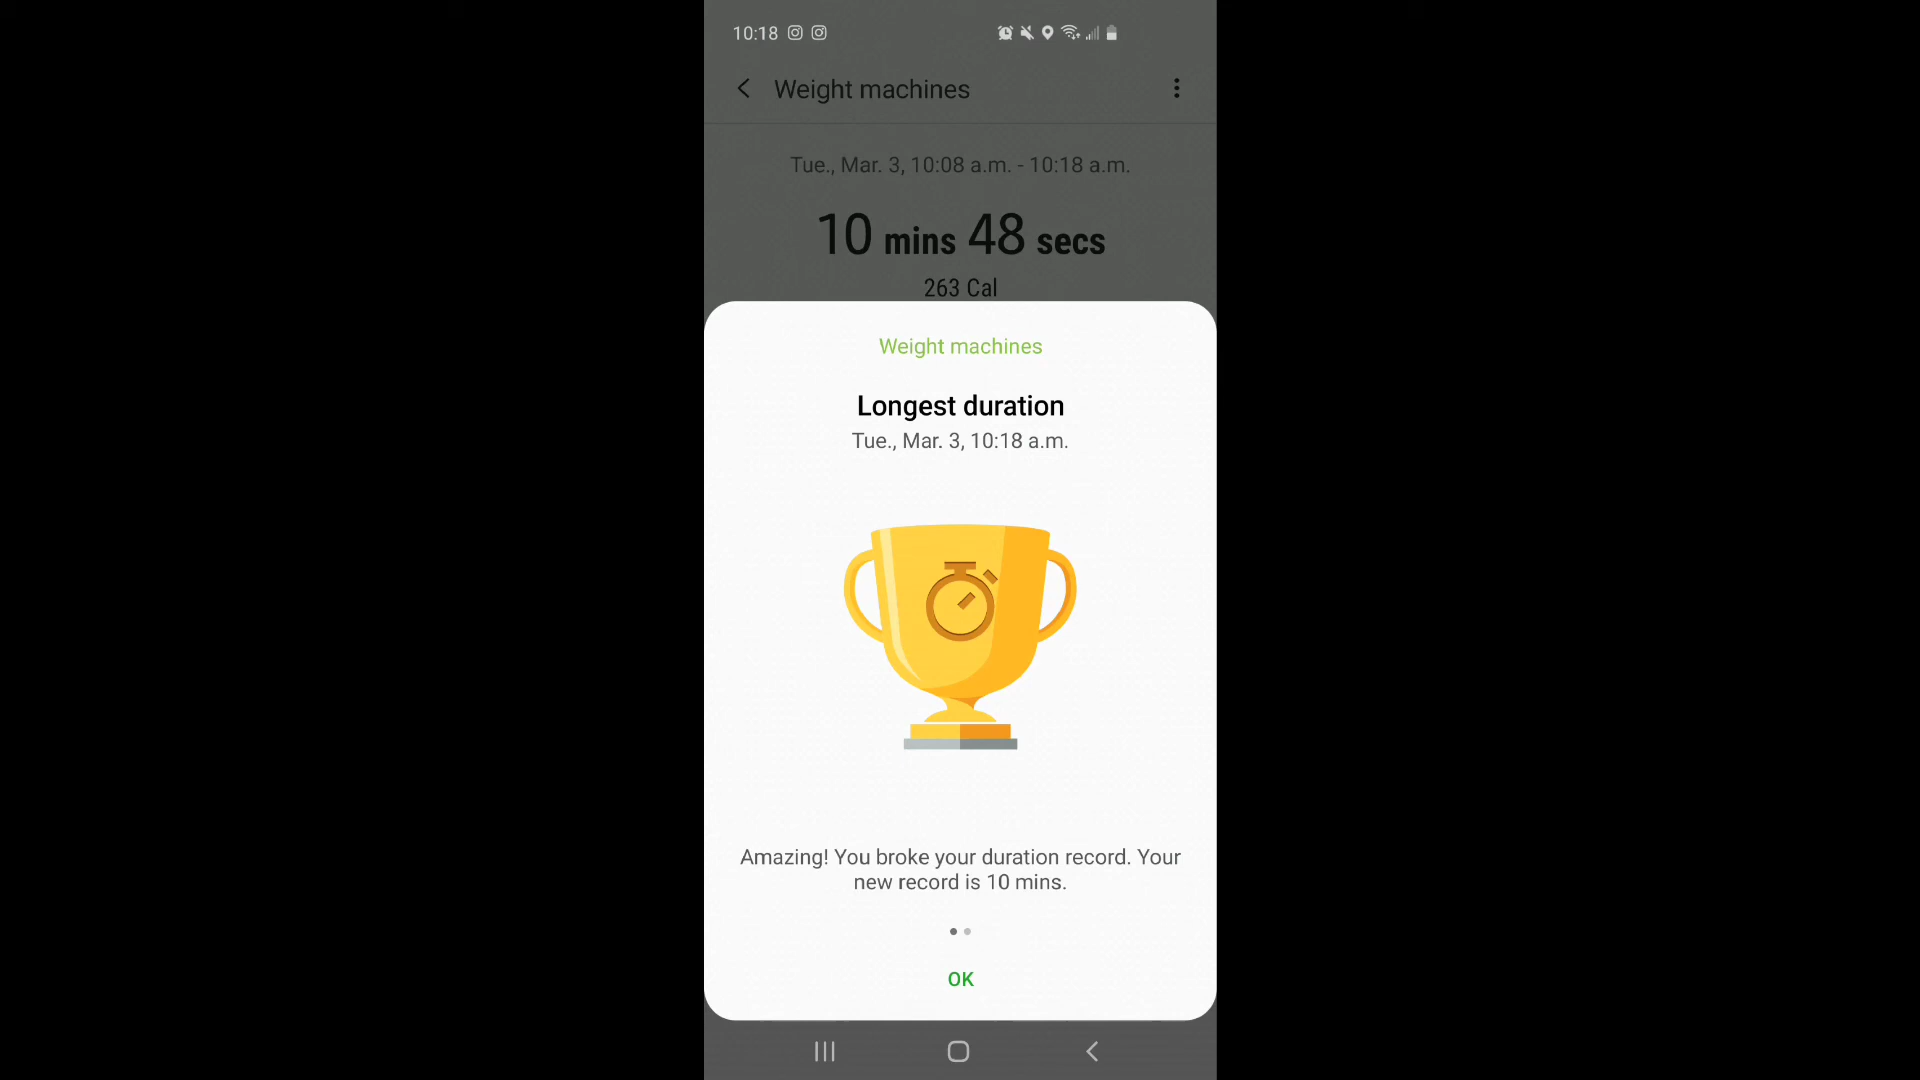 10:18
Weight machines
Tue., Mar. 3, 10:08 a.m. - 10:18 a.m.
10 mins 48 secs
263 Cal
Weight machines
Longest duration
Tue., Mar. 3, 10:18 a.m.
Amazing! You broke your duration record. Your
new record is 10 mins.
OK